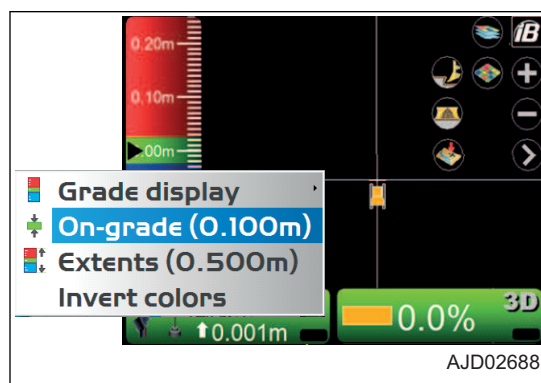 0.20m
iB
0.10m
.00m
Grade display
On-grade (0.100m)
Extents (0.500m)
Invert colors
0.001m
0.0%
3D
AJD02688